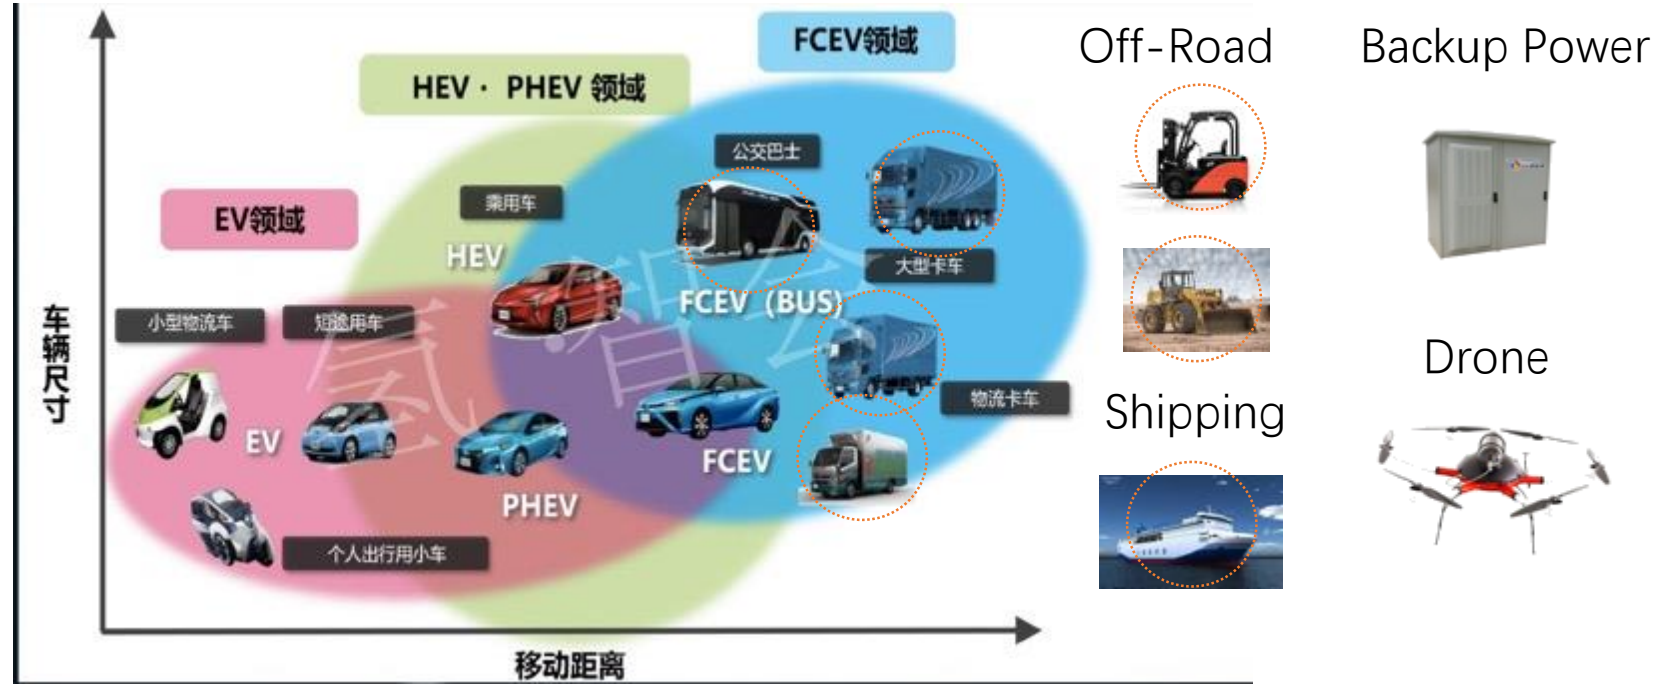 FCEV领域
HEV · PHEV 领域
EV领域
公交巴士
乘用车
HEV
大型卡车
FCEV（BUS）
小型物流车
短途用车
物流卡车
EV
FCEV
PHEV
个人出行用小车
车辆尺寸
移动距离
氢·智会
Off-Road
Backup Power
Shipping
Drone